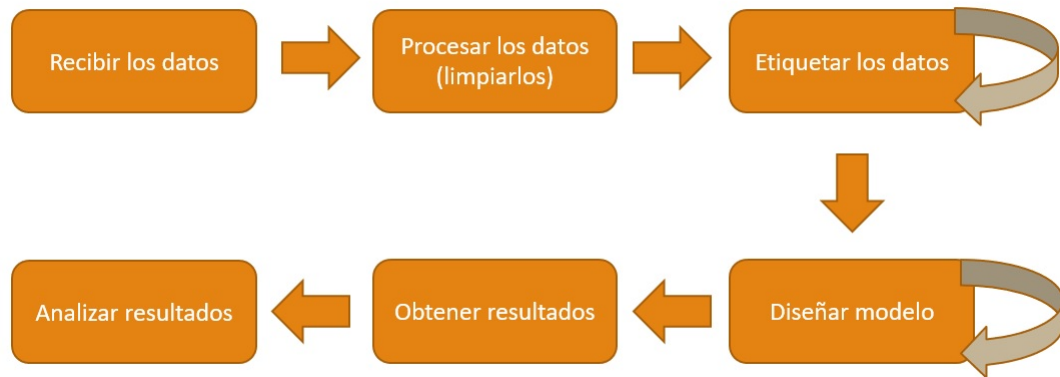 Recibir los datos
Procesar los datos
(limpiarlos)
Etiquetar los datos
Diseñar modelo
Obtener resultados
Analizar resultados